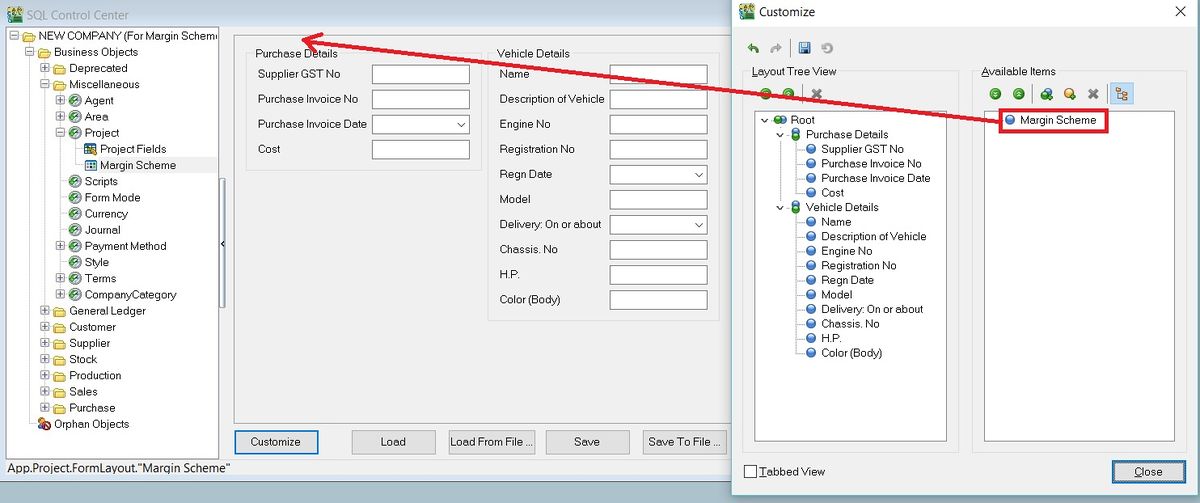 SQL Control Center
NEW COMPANY (For Margin Scheme
Business Objects
Deprecated
Miscellaneous
Agent
Area
Project
Project Fields
Margin Scheme
Scripts
Form Mode
Currency
Journal
Payment Method
Style
Terms
CompanyCategory
General Ledger
Customer
Supplier
Stock
Production
Sales
Purchase
Orphan Objects
Purchase Details
Supplier GST No
Purchase Invoice No
Purchase Invoice Date
Cost
Vehicle Details
Name
Description of Vehicle
Engine No
Registration No
Regn Date
Model
Delivery: On or about
Chassis. No
H.P.
Color (Body)
Customize
Load
Load From File ...
Save
Save To File ...
App.Project.FormLayout."Margin Scheme"
Customize
Layout Tree View
Root
Purchase Details
Supplier GST No
Purchase Invoice No
Purchase Invoice Date
Cost
Vehicle Details
Name
Description of Vehicle
Engine No
Registration No
Regn Date
Model
Delivery: On or about
Chassis. No
H.P.
Color (Body)
Available Items
Margin Scheme
Tabbed View
Close